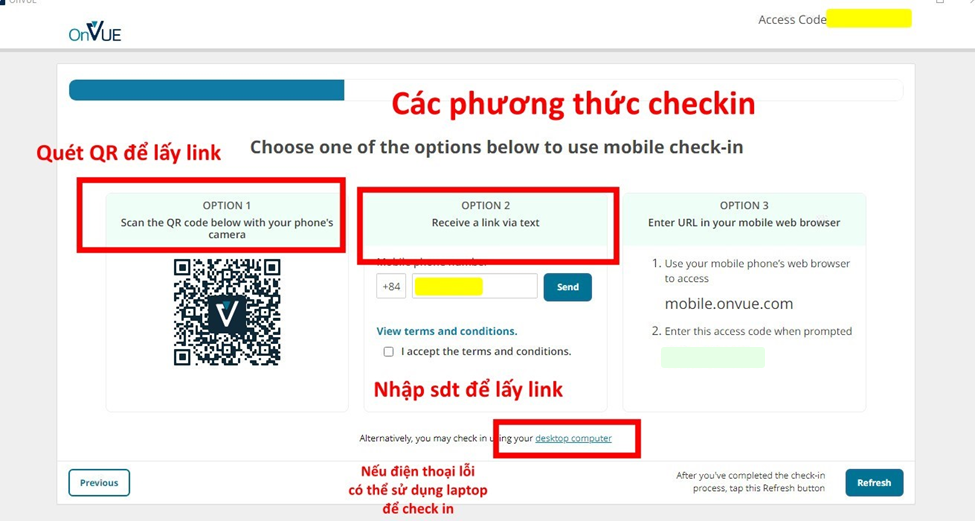 OnVUE
OnVUE
Access Code
Các phương thức checkin
Quét QR để lấy link
Choose one of the options below to use mobile check-in
OPTION 1
Scan the QR code below with your phone's
camera
OPTION 2
Receive a link via text
Mobile phone number
+84
Send
View terms and conditions.
I accept the terms and conditions.
Nhập sdt để lấy link
OPTION 3
Enter URL in your mobile web browser
1. Use your mobile phone's web browser
to access
mobile.onvue.com
2. Enter this access code when prompted
Alternatively, you may check in using your desktop computer
Nếu điện thoại lỗi
có thể sử dụng laptop
để check in
Previous
After you've completed the check-in
process, tap this Refresh button
Refresh